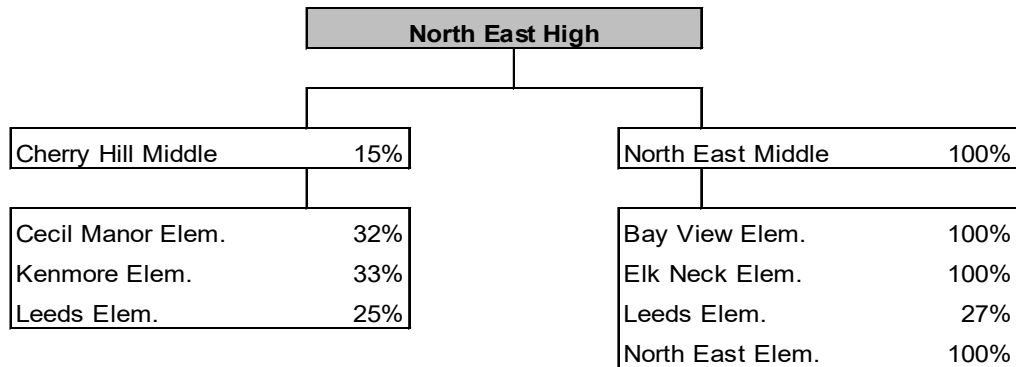 North East High
Cherry Hill Middle 15%
Cecil Manor Elem. 32%
Kenmore Elem. 33%
Leeds Elem. 25%
North East Middle 100%
Bay View Elem. 100%
Elk Neck Elem. 100%
Leeds Elem. 27%
North East Elem. 100%